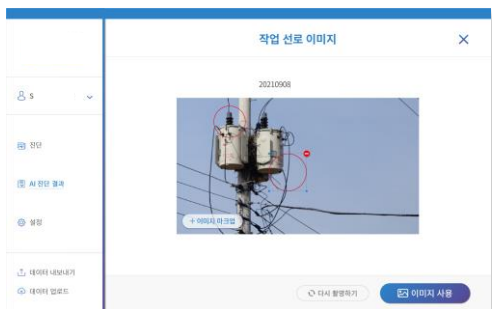 작업 선로 이미지
S
진단
AI 진단 결과
설정
데이터 내보내기
데이터 업로드
20210908
+ 이미지 마크업
다시 촬영하기
이미지 사용